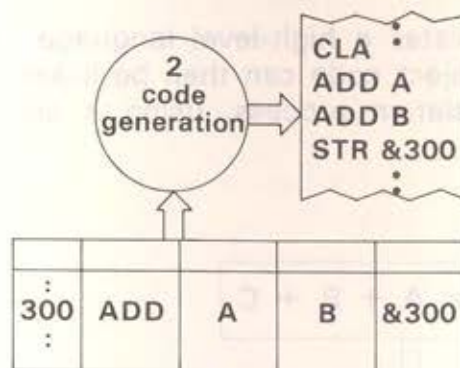 2
code
generation
CLA
ADD A
ADD B
STR &300
300 ADD A B &300